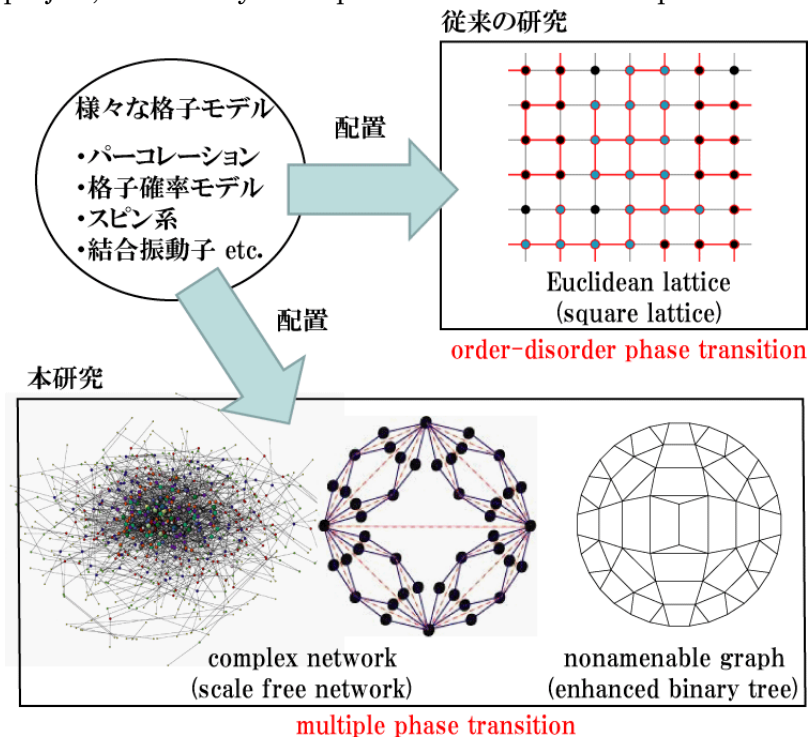 従来の研究
様々な格子モデル
・パーコレーション
・格子確率モデル
・スピン系
・結合振動子 etc.
配置
Euclidean lattice
(square lattice)
order-disorder phase transition
配置
本研究
complex network
(scale free network)
nonamenable graph
(enhanced binary tree)
multiple phase transition